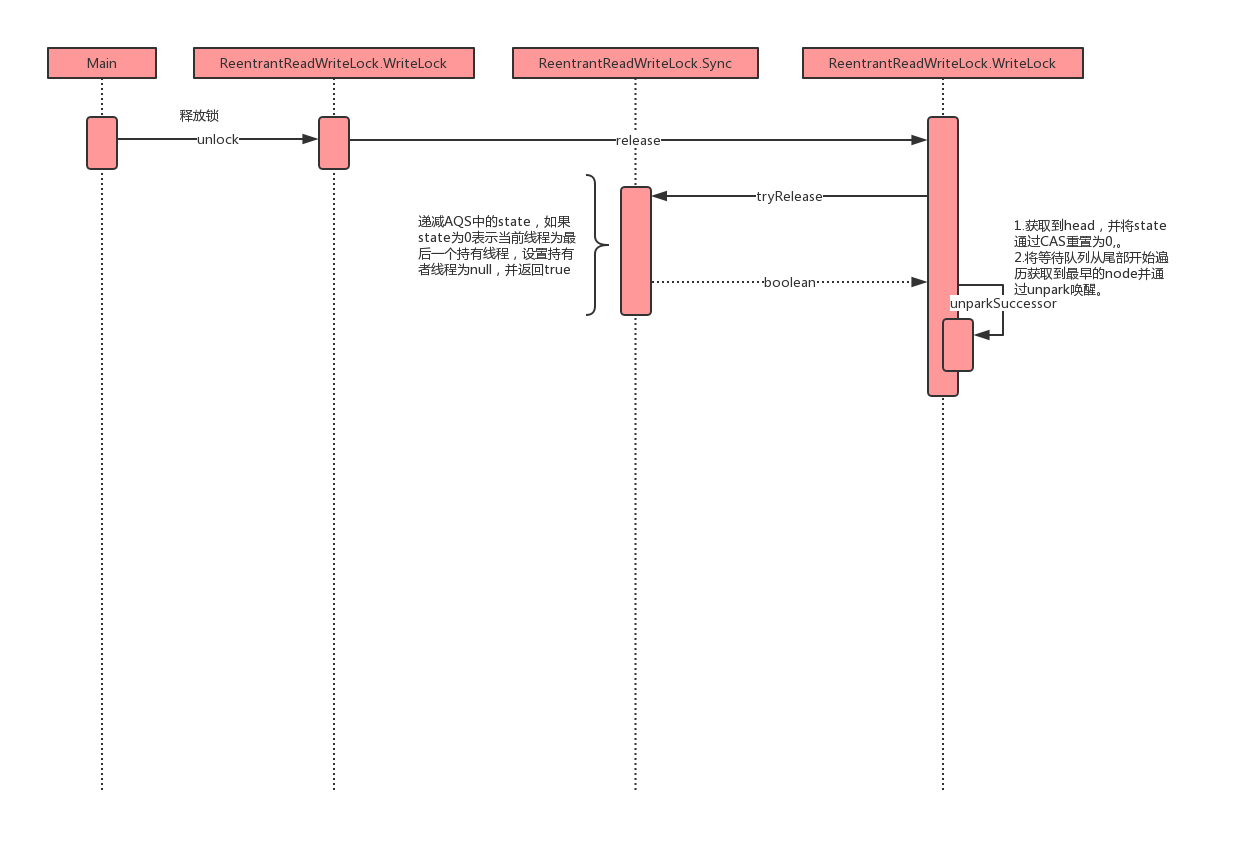 Main
ReentrantReadWriteLock.WriteLock
ReentrantReadWriteLock.Sync
ReentrantReadWriteLock.WriteLock
释放锁
unlock
release
tryRelease
递减AQS中的state，如果
state为0表示当前线程为最
后一个持有线程，设置持有
者线程为null，并返回true
boolean
1.获取到head，并将state
通过CAS重置为0,。
2.将等待队列从尾部开始遍
历获取到最早的node并通
过unpark唤醒。
unparkSuccessor